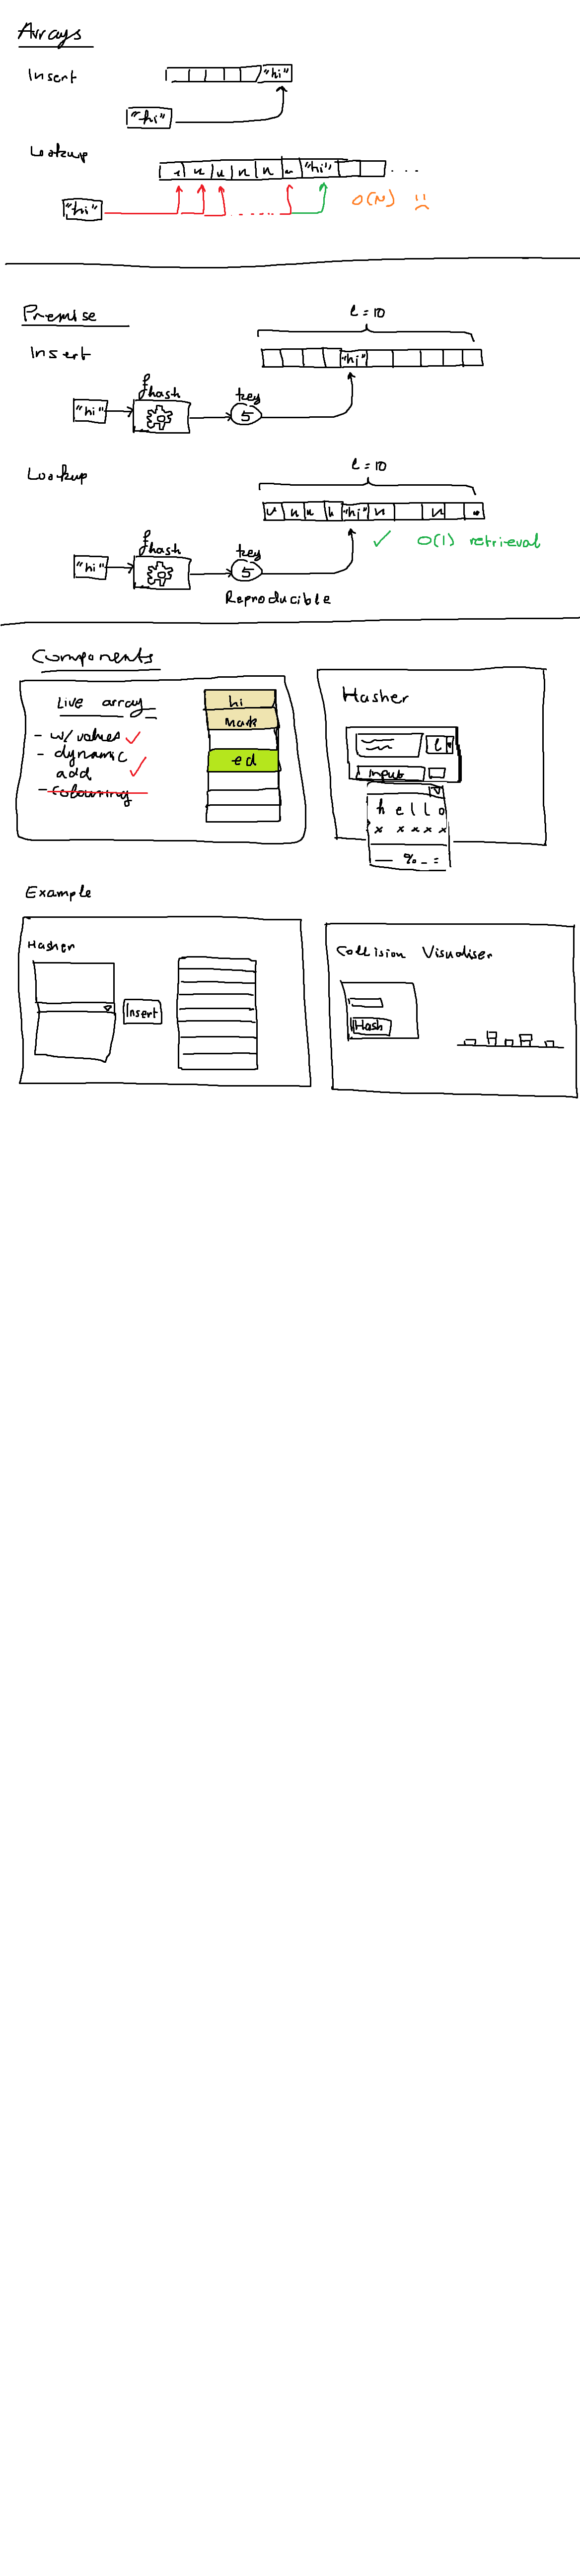 Arrays
Insert
"hi"
"hi"
Lookup
n n n n "hi" ...
"hi"
O(N)
Premise
l = 10
Insert
"hi"
fhash
key
"hi"
5
Lookup
l = 10
n n n "hi" n n
O(1) retrieval
fhash
key
"hi"
5
Reproducible
Components
Live array
- w/ values
- dynamic
add
- colouring
hi
mark
ed
Hasher
l
input
h e l l o
x x x x x
— % - =
Example
Hasher
Insert
Collision Visualiser
Hash